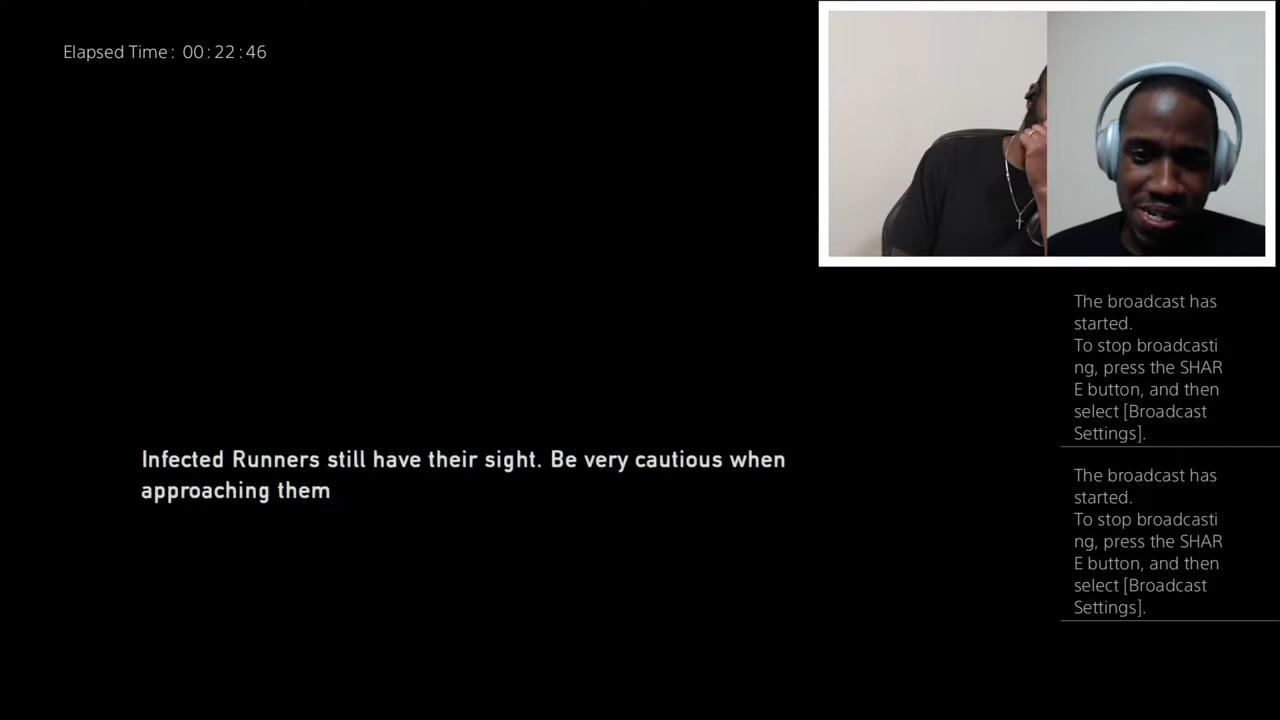 Elapsed Time: 00:22:46
The broadcast has
started.
To stop broadcasti
ng, press the SHAR
E button, and then
select [Broadcast
Settings].
The broadcast has
started.
To stop broadcasti
ng, press the SHAR
E button, and then
select [Broadcast
Settings].
Infected Runners still have their sight. Be very cautious when
approaching them